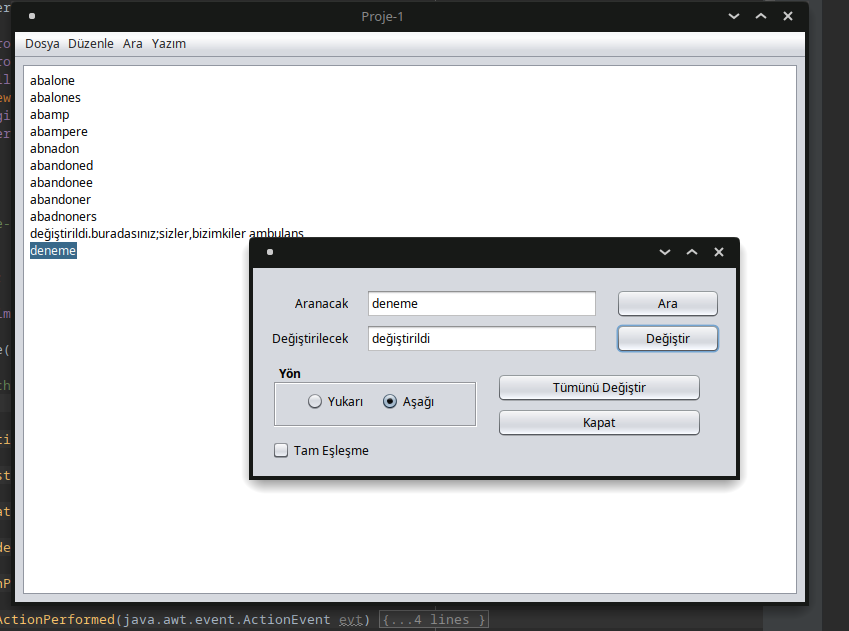 Proje-1
Dosya Düzenle Ara Yazım
abalone
abalones
abamp
abampere
abnadon
abandoned
abandonee
abandoner
abadnoners
değiştirildi.buradasınız;sizler,bizimkiler ambulans
deneme
Aranacak deneme Ara
Değiştirilecek değiştirildi Değiştir
Yön
Yukarı Aşağı
Tümünü Değiştir
Kapat
Tam Eşleşme
ActionPerformed(java.awt.event.ActionEvent evt) {...4 lines }